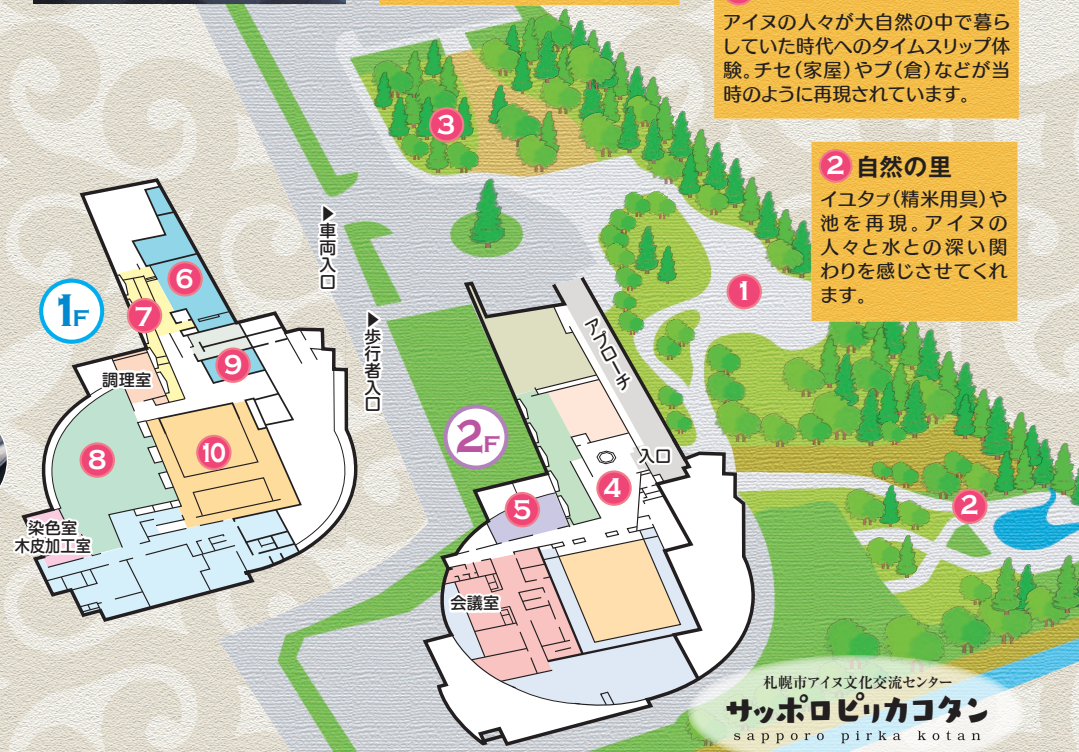 アイヌの人々が大自然の中で暮ら
していた時代へのタイムスリップ体
験。チセ(家屋)やプ(倉)などが当
時のように再現されています。
2 自然の里
イユタㇷ゚(精米用具)や
池を再現。アイヌの
人々と水との深い関
わりを感じさせてくれ
ます。
3
▶車両入口
1
6
1F
7
▶歩行者入口
アプローチ
9
調理室
2F
入口
8
10
4
5
2
染色室
木皮加工室
会議室
札幌市アイヌ文化交流センター
サッポロピㇼカコタン
sapporo pirka kotan